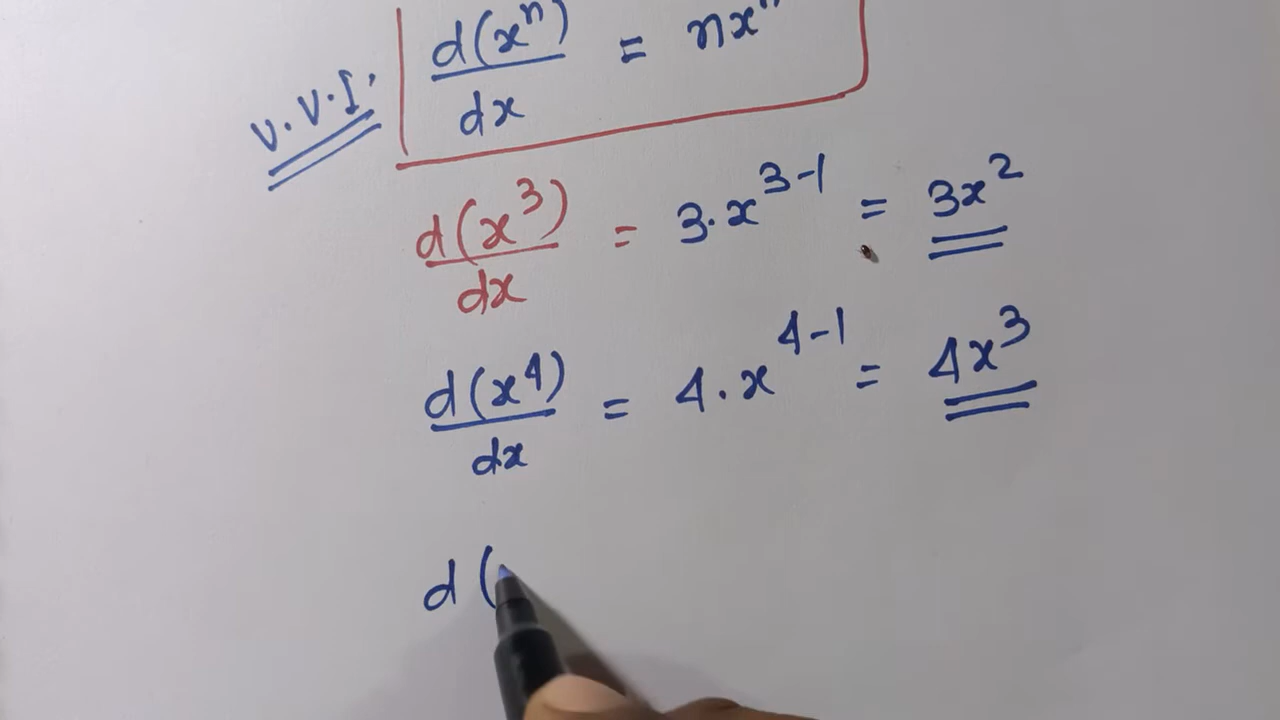 V.V.I. d(x^n)/dx = nx^n
d(x^3)/dx = 3·x^{3-1} = 3x^2
d(x^4)/dx = 4·x^{4-1} = 4x^3
d(